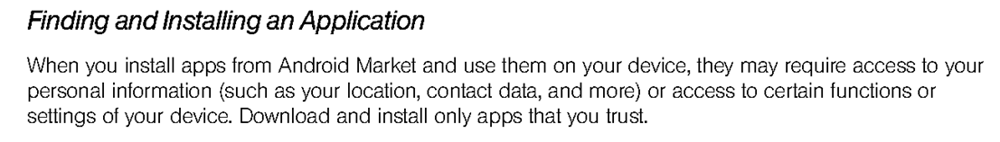 Finding and Installing an Application
When you install apps from Android Market and use them on your device, they may require access to your
personal information (such as your location, contact data, and more) or access to certain functions or
settings of your device. Download and install only apps that you trust.